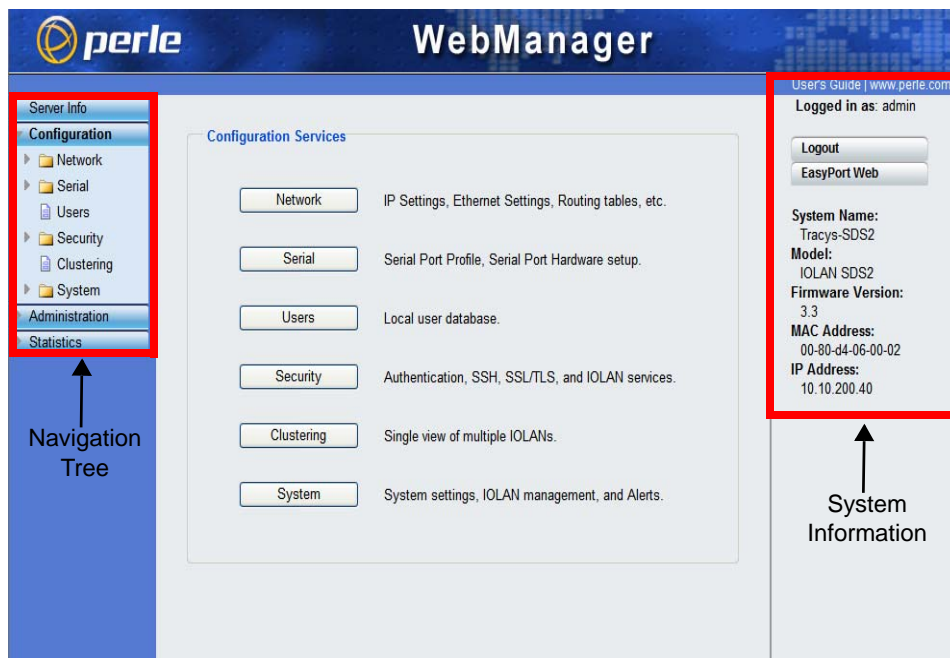 perle
WebManager
User's Guide | www.perle.com
Server Info
Configuration
Network
Serial
Users
Security
Clustering
System
Administration
Statistics
Navigation
Tree
Configuration Services
Network IP Settings, Ethernet Settings, Routing tables, etc.
Serial Serial Port Profile, Serial Port Hardware setup.
Users Local user database.
Security Authentication, SSH, SSL/TLS, and IOLAN services.
Clustering Single view of multiple IOLANs.
System System settings, IOLAN management, and Alerts.
Logged in as: admin
Logout
EasyPort Web
System Name:
Tracys-SDS2
Model:
IOLAN SDS2
Firmware Version:
3.3
MAC Address:
00-80-d4-06-00-02
IP Address:
10.10.200.40
System
Information